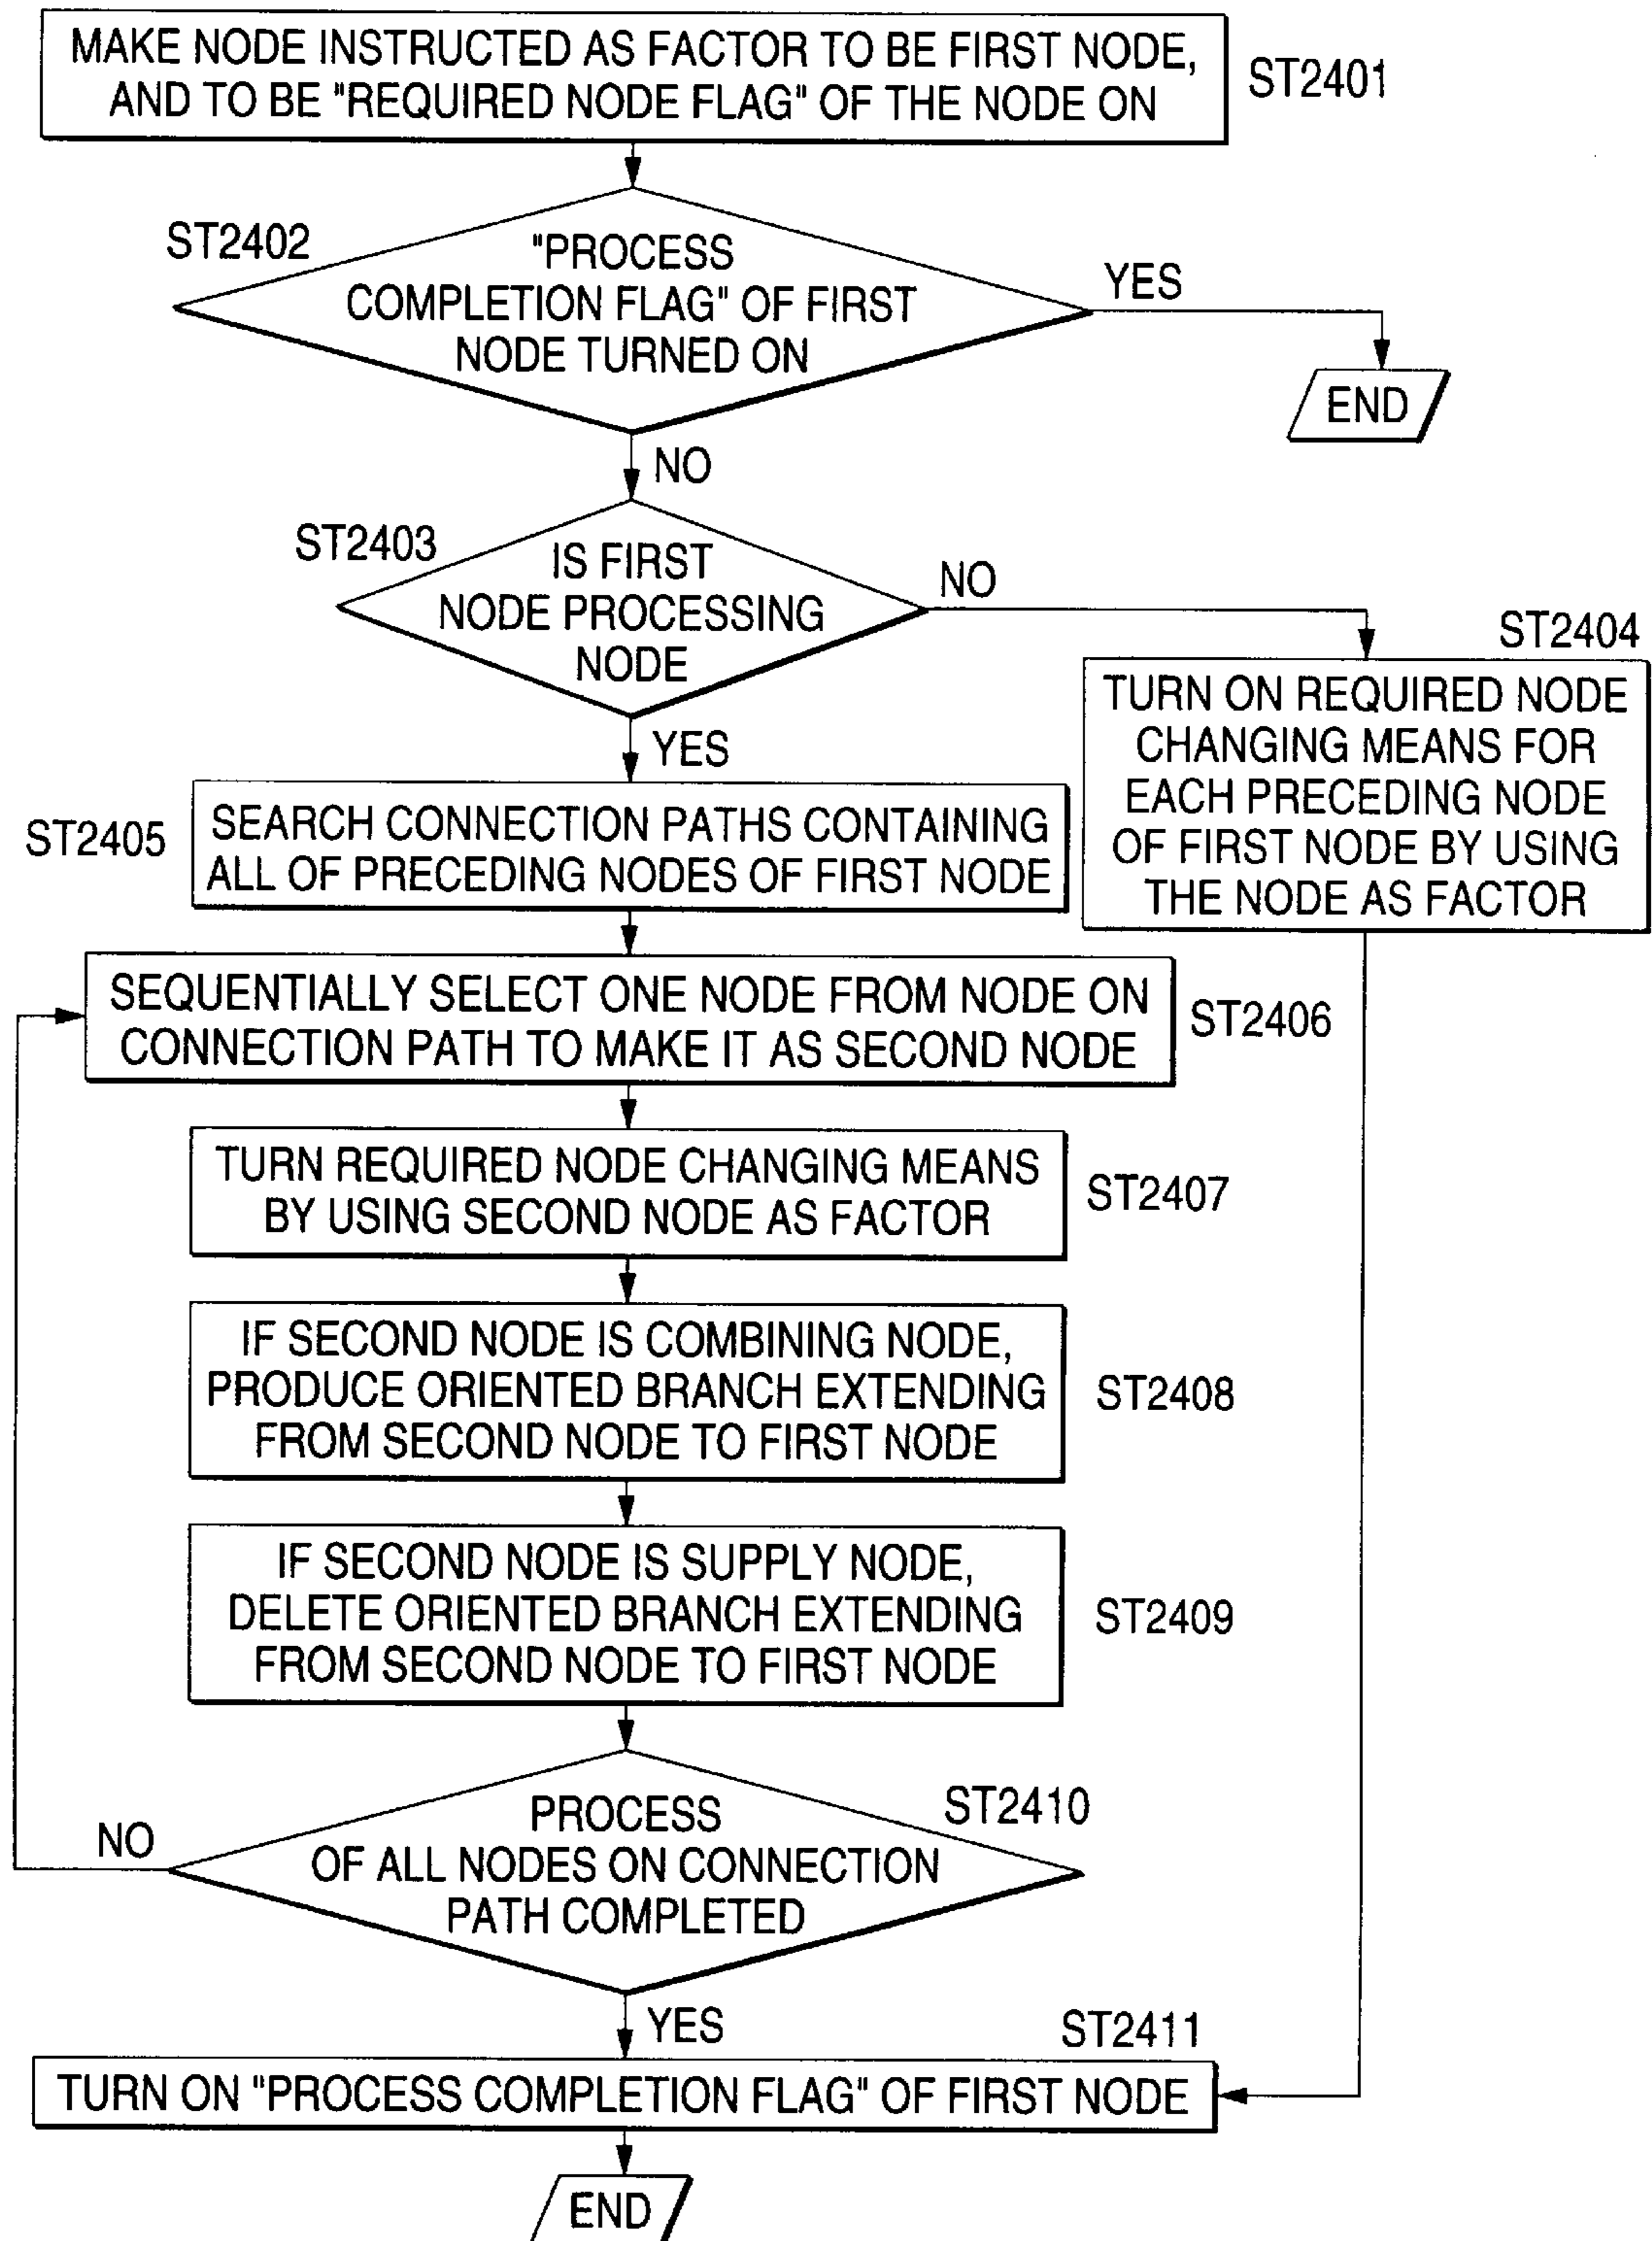 MAKE NODE INSTRUCTED AS FACTOR TO BE FIRST NODE,
AND TO BE "REQUIRED NODE FLAG" OF THE NODE ON
ST2401
ST2402
"PROCESS
COMPLETION FLAG" OF FIRST
NODE TURNED ON
YES
END
NO
ST2403
IS FIRST
NODE PROCESSING
NODE
NO
ST2404
TURN ON REQUIRED NODE
CHANGING MEANS FOR
EACH PRECEDING NODE
OF FIRST NODE BY USING
THE NODE AS FACTOR
YES
ST2405
SEARCH CONNECTION PATHS CONTAINING
ALL OF PRECEDING NODES OF FIRST NODE
SEQUENTIALLY SELECT ONE NODE FROM NODE ON
CONNECTION PATH TO MAKE IT AS SECOND NODE
ST2406
TURN REQUIRED NODE CHANGING MEANS
BY USING SECOND NODE AS FACTOR
ST2407
IF SECOND NODE IS COMBINING NODE,
PRODUCE ORIENTED BRANCH EXTENDING
FROM SECOND NODE TO FIRST NODE
ST2408
IF SECOND NODE IS SUPPLY NODE,
DELETE ORIENTED BRANCH EXTENDING
FROM SECOND NODE TO FIRST NODE
ST2409
ST2410
PROCESS
OF ALL NODES ON CONNECTION
PATH COMPLETED
NO
YES
ST2411
TURN ON "PROCESS COMPLETION FLAG" OF FIRST NODE
END